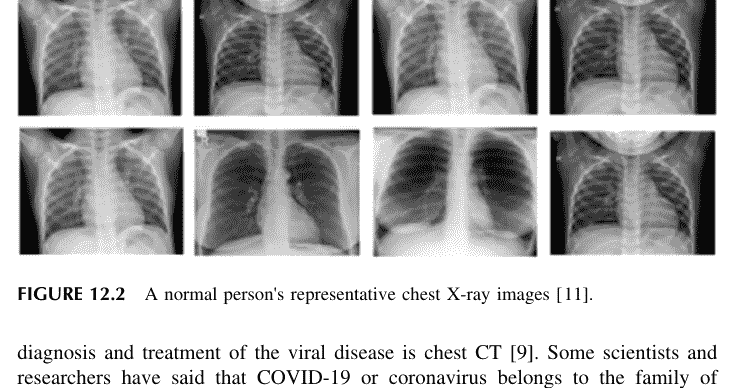 FIGURE 12.2 A normal person's representative chest X-ray images [11].
diagnosis and treatment of the viral disease is chest CT [9]. Some scientists and
researchers have said that COVID-19 or coronavirus belongs to the family of